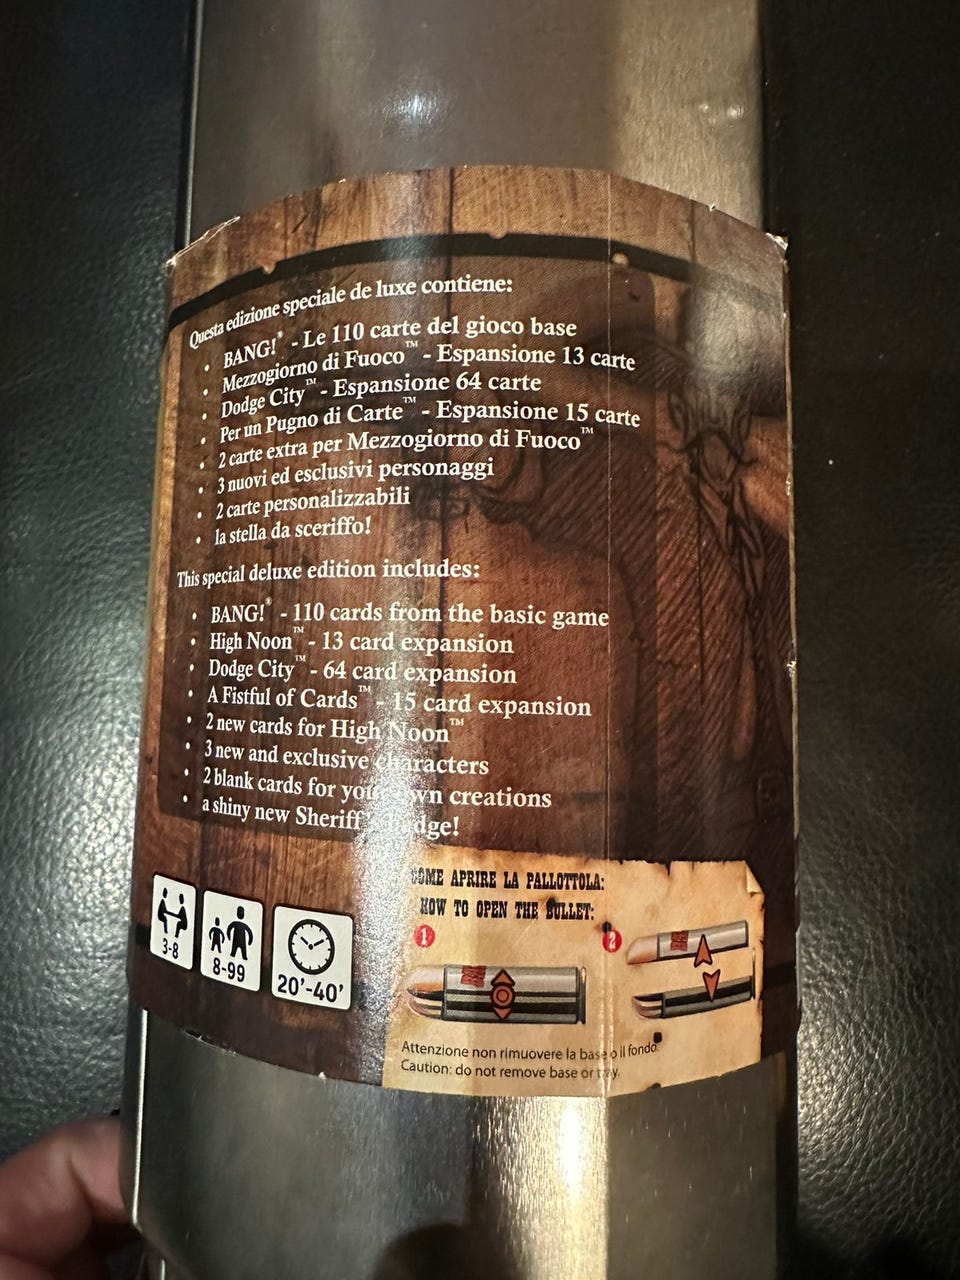 Questa edizione speciale de luxe contiene:
• BANG!® - Le 110 carte del gioco base
• Mezzogiorno di Fuoco™ - Espansione 13 carte
• Dodge City™ - Espansione 64 carte
• Per un Pugno di Carte™ - Espansione 15 carte
• 2 carte extra per Mezzogiorno di Fuoco™
• 3 nuovi ed esclusivi personaggi
• 2 carte personalizzabili
• la stella da sceriffo!
This special deluxe edition includes:
• BANG!® - 110 cards from the basic game
• High Noon™ - 13 card expansion
• Dodge City™ - 64 card expansion
• A Fistful of Cards™ - 15 card expansion
• 2 new cards for High Noon™
• 3 new and exclusive characters
• 2 blank cards for your own creations
• a shiny new Sheriff badge!
COME APRIRE LA PALLOTTOLA:
HOW TO OPEN THE BULLET:
1
2
3-8
8-99
20'-40'
Attenzione non rimuovere la base o il fondo.
Caution: do not remove base or tray.